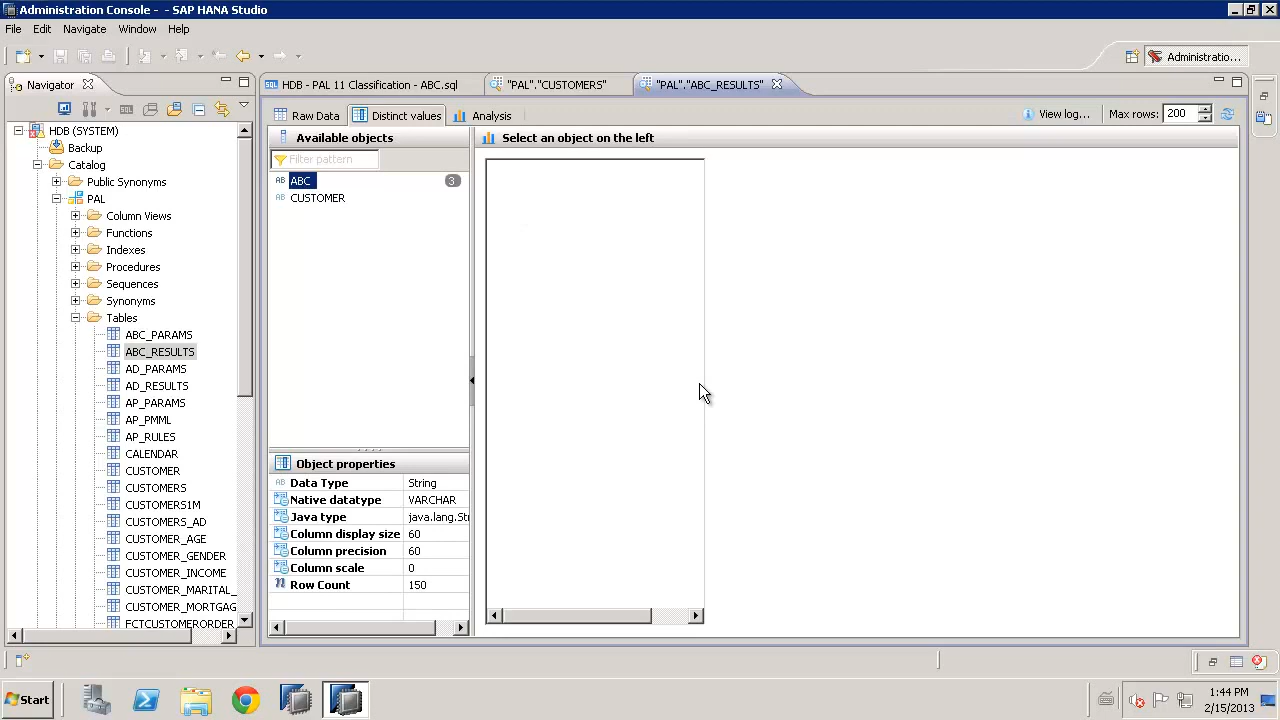 Administration Console -  - SAP HANA Studio
File Edit Navigate Window Help
Administratio...
Navigator
HDB - PAL 11 Classification - ABC.sql
"PAL"."CUSTOMERS"
"PAL"."ABC_RESULTS"
Raw Data
Distinct values
Analysis
View log...
Max rows: 200
HDB (SYSTEM)
Backup
Catalog
Public Synonyms
PAL
Column Views
Functions
Indexes
Procedures
Sequences
Synonyms
Tables
ABC_PARAMS
ABC_RESULTS
AD_PARAMS
AD_RESULTS
AP_PARAMS
AP_PMML
AP_RULES
CALENDAR
CUSTOMER
CUSTOMERS
CUSTOMERS1M
CUSTOMERS_AD
CUSTOMER_AGE
CUSTOMER_GENDER
CUSTOMER_INCOME
CUSTOMER_MARITAL_
CUSTOMER_MORTGAG
FCTCUSTOMERORDER
Available objects
Filter pattern
AB ABC 3
AB CUSTOMER
Object properties
AB Data Type String
Native datatype VARCHAR
Java type java.lang.St
Column display size 60
Column precision 60
Column scale 0
n Row Count 150
Select an object on the left
Start
1:44 PM
2/15/2013